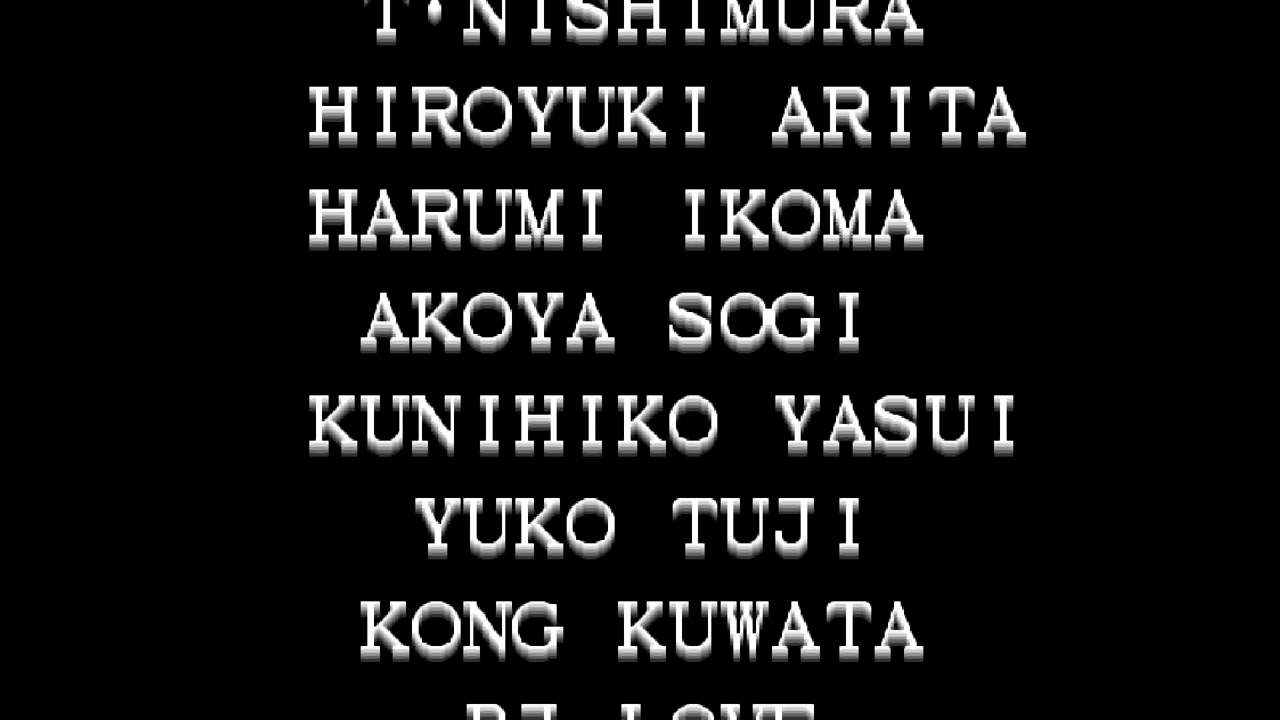 T·NISHIMURA
HIROYUKI ARITA
HARUMI IKOMA
AKOYA SOGI
KUNIHIKO YASUI
YUKO TUJI
KONG KUWATA